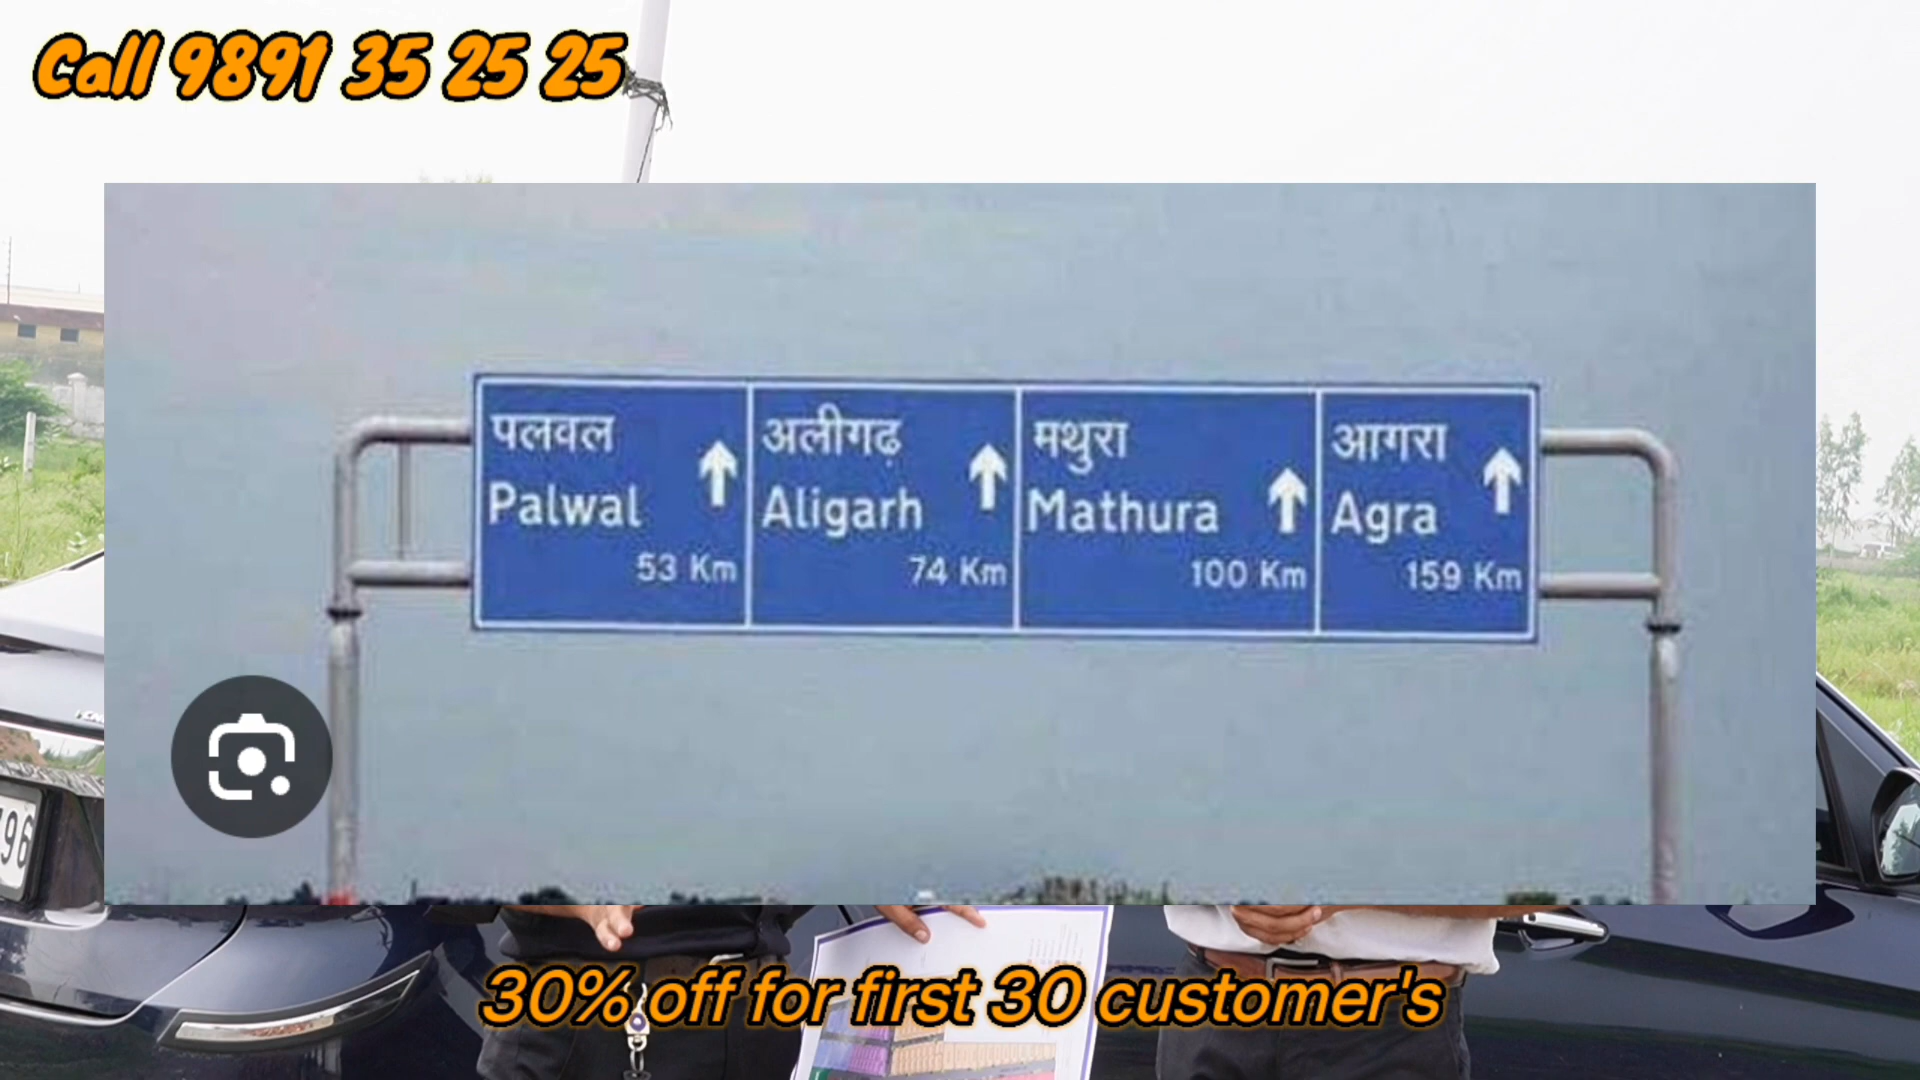 Call 9891 35 25 25
पलवल
Palwal
53 Km
अलीगढ़
Aligarh
74 Km
मथुरा
Mathura
100 Km
आगरा
Agra
159 Km
96
30% off for first 30 customer's